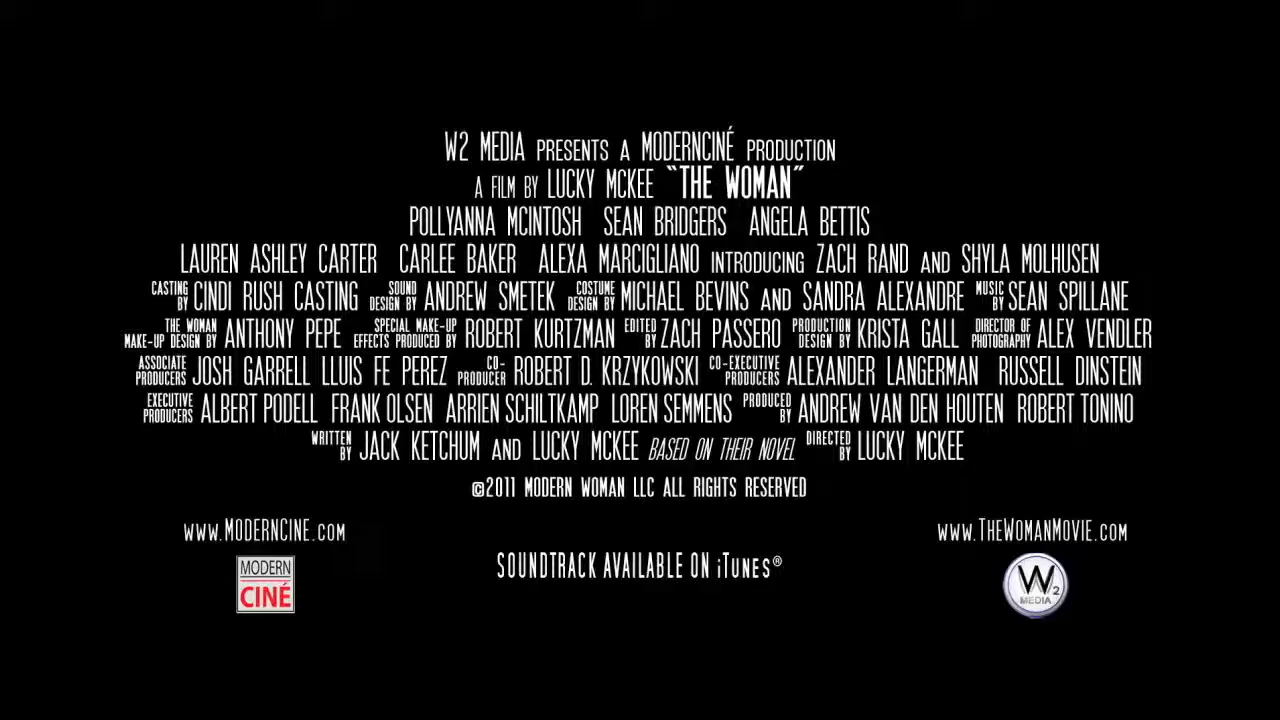 W2 MEDIA PRESENTS A MODERNCINÉ PRODUCTION
A FILM BY LUCKY MCKEE "THE WOMAN"
POLLYANNA MCINTOSH SEAN BRIDGERS ANGELA BETTIS
LAUREN ASHLEY CARTER CARLEE BAKER ALEXA MARCIGLIANO INTRODUCING ZACH RAND AND SHYLA MOLHUSEN
CASTING BY CINDI RUSH CASTING SOUND DESIGN BY ANDREW SMETEK COSTUME DESIGN BY MICHAEL BEVINS AND SANDRA ALEXANDRE MUSIC BY SEAN SPILLANE
THE WOMAN MAKE-UP DESIGN BY ANTHONY PEPE SPECIAL MAKE-UP EFFECTS PRODUCED BY ROBERT KURTZMAN EDITED BY ZACH PASSERO PRODUCTION DESIGN BY KRISTA GALL DIRECTOR OF PHOTOGRAPHY ALEX VENDLER
ASSOCIATE PRODUCERS JOSH GARRELL LLUIS FE PEREZ CO-PRODUCER ROBERT D. KRZYKOWSKI CO-EXECUTIVE PRODUCERS ALEXANDER LANGERMAN RUSSELL DINSTEIN
EXECUTIVE PRODUCERS ALBERT PODELL FRANK OLSEN ARRIEN SCHILTKAMP LOREN SEMMENS PRODUCED BY ANDREW VAN DEN HOUTEN ROBERT TONINO
WRITTEN BY JACK KETCHUM AND LUCKY MCKEE BASED ON THEIR NOVEL DIRECTED BY LUCKY MCKEE
©2011 MODERN WOMAN LLC ALL RIGHTS RESERVED
WWW.MODERNCINE.COM
WWW.THEWOMANMOVIE.COM
SOUNDTRACK AVAILABLE ON iTUNES®
MODERN
CINÉ
W2
MEDIA